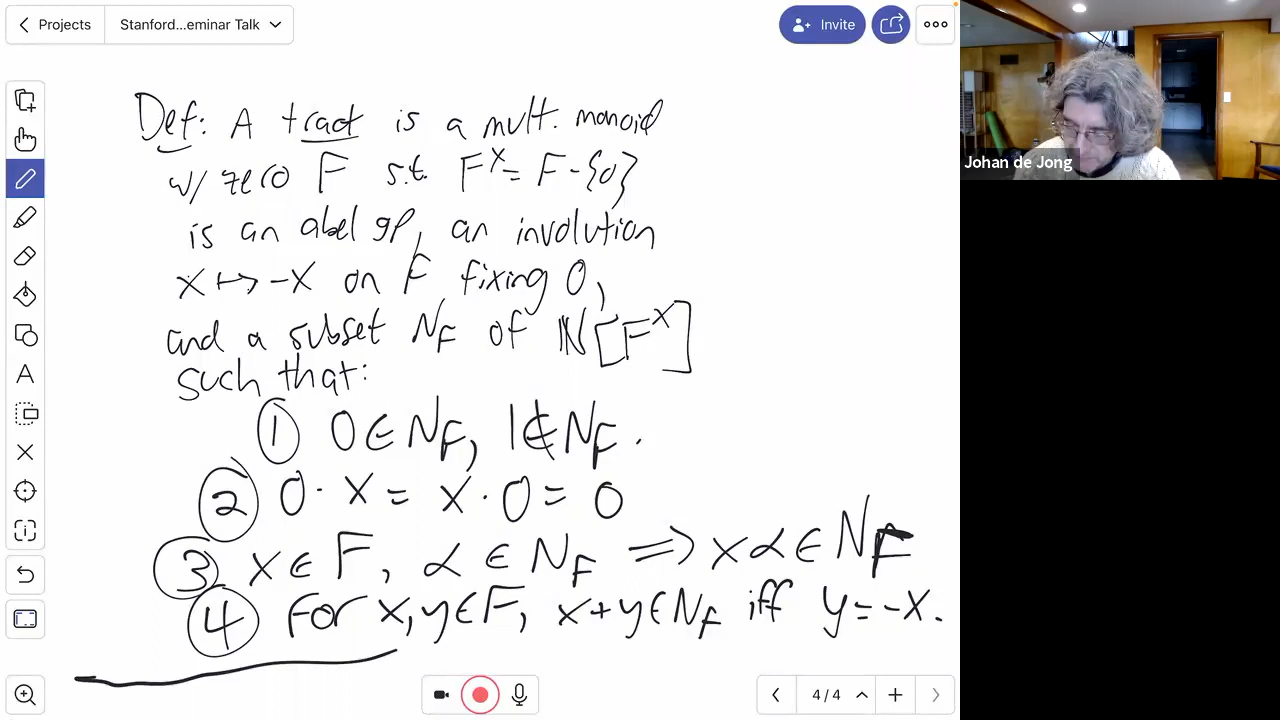 Projects
Stanford...eminar Talk
Invite
Def: A tract is a mult. monoid
w/ zero F s.t. F^× = F - {0}
is an abel gp, an involution
x ↦ -x on F fixing 0,
and a subset N_F of ℕ[F^×]
such that:
① 0 ∈ N_F, 1 ∉ N_F.
② 0 · x = x · 0 = 0
③ x ∈ F, α ∈ N_F ⟹ xα ∈ N_F
④ For x, y ∈ F, x + y ∈ N_F iff y = -x.
4/4
Johan de Jong